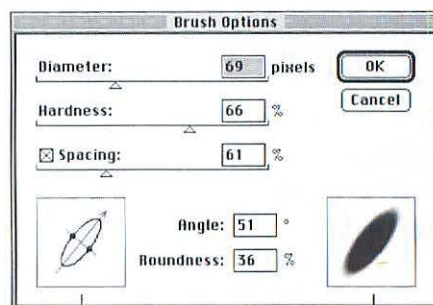 Brush Options
Diameter: 69 pixels OK
Hardness: 66 % Cancel
Spacing: 61 %
Angle: 51 °
Roundness: 36 %